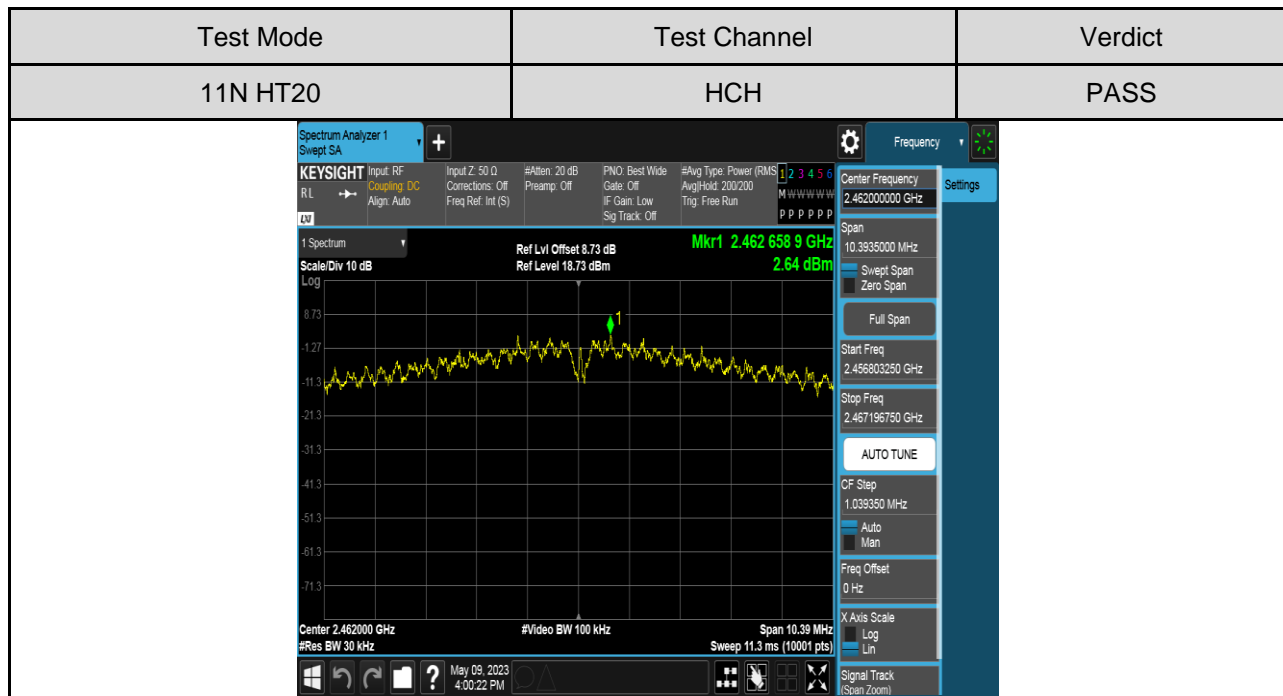 Test Mode Test Channel Verdict
11N HT20 HCH PASS
Spectrum Analyzer 1
Swept SA
+
Frequency
KEYSIGHT
RL
LXI
Input: RF
Coupling: DC
Align: Auto
Input Z: 50 Ω
Corrections: Off
Freq Ref: Int (S)
#Atten: 20 dB
Preamp: Off
PNO: Best Wide
Gate: Off
IF Gain: Low
Sig Track: Off
#Avg Type: Power (RMS
Avg|Hold: 200/200
Trig: Free Run
1 2 3 4 5 6
M W W W W W
P P P P P P
1 Spectrum
Scale/Div 10 dB
Log
Ref Lvl Offset 8.73 dB
Ref Level 18.73 dBm
Mkr1 2.462 658 9 GHz
2.64 dBm
1
8.73
-1.27
-11.3
-21.3
-31.3
-41.3
-51.3
-61.3
-71.3
Center 2.462000 GHz
#Res BW 30 kHz
#Video BW 100 kHz
Span 10.39 MHz
Sweep 11.3 ms (10001 pts)
?
May 09, 2023
4:00:22 PM
Center Frequency
2.462000000 GHz
Settings
Span
10.3935000 MHz
Swept Span
Zero Span
Full Span
Start Freq
2.456803250 GHz
Stop Freq
2.467196750 GHz
AUTO TUNE
CF Step
1.039350 MHz
Auto
Man
Freq Offset
0 Hz
X Axis Scale
Log
Lin
Signal Track
(Span Zoom)